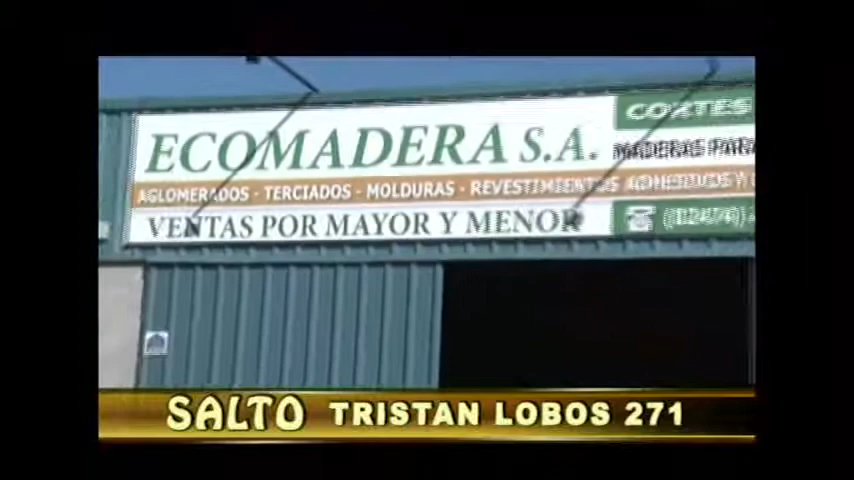 ECOMADERA S.A.
CORTES
MADERAS PARA
AGLOMERADOS - TERCIADOS - MOLDURAS - REVESTIMIENTOS
VENTAS POR MAYOR Y MENOR
SALTO TRISTAN LOBOS 271